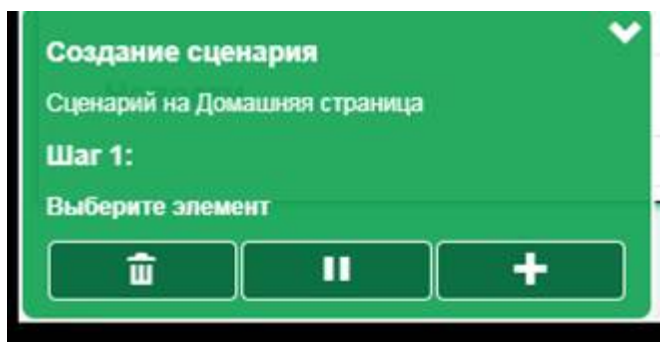 Создание сценария
Сценарий на Домашняя страница
Шаг 1:
Выберите элемент